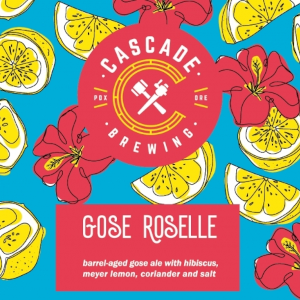 CASCADE
PDX ORE
BREWING
GOSE ROSELLE
barrel-aged gose ale with hibiscus,
meyer lemon, coriander and salt